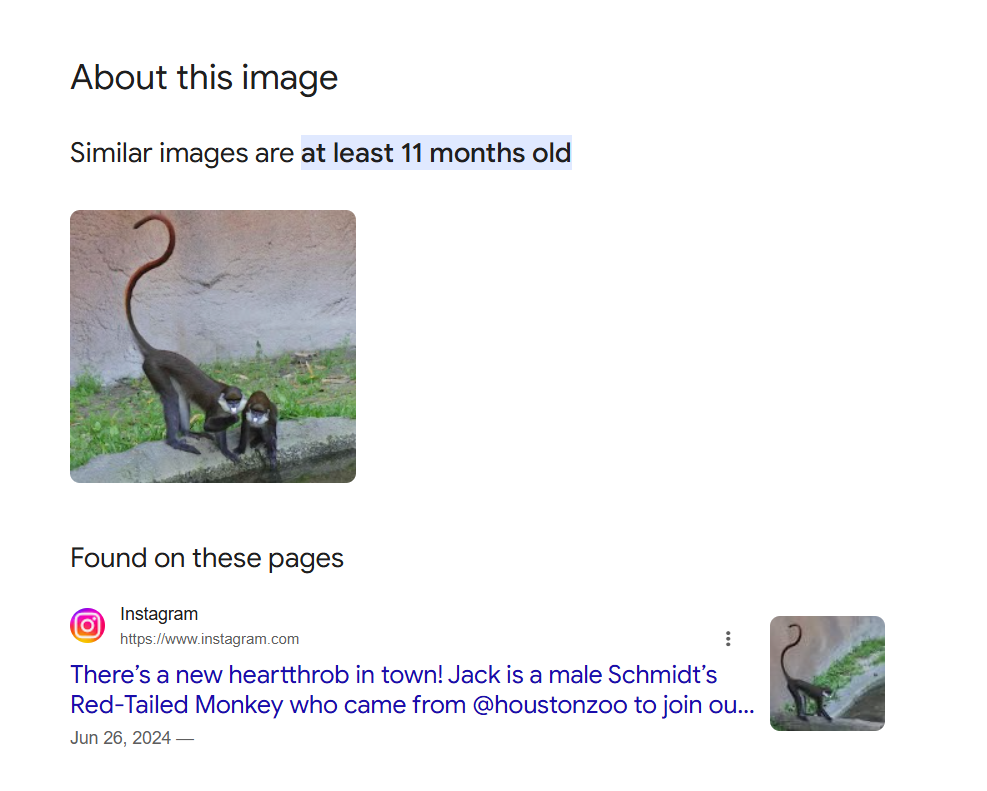 About this image
Similar images are at least 11 months old
Found on these pages
Instagram
https://www.instagram.com
There’s a new heartthrob in town! Jack is a male Schmidt’s
Red-Tailed Monkey who came from @houstonzoo to join ou...
Jun 26, 2024 —